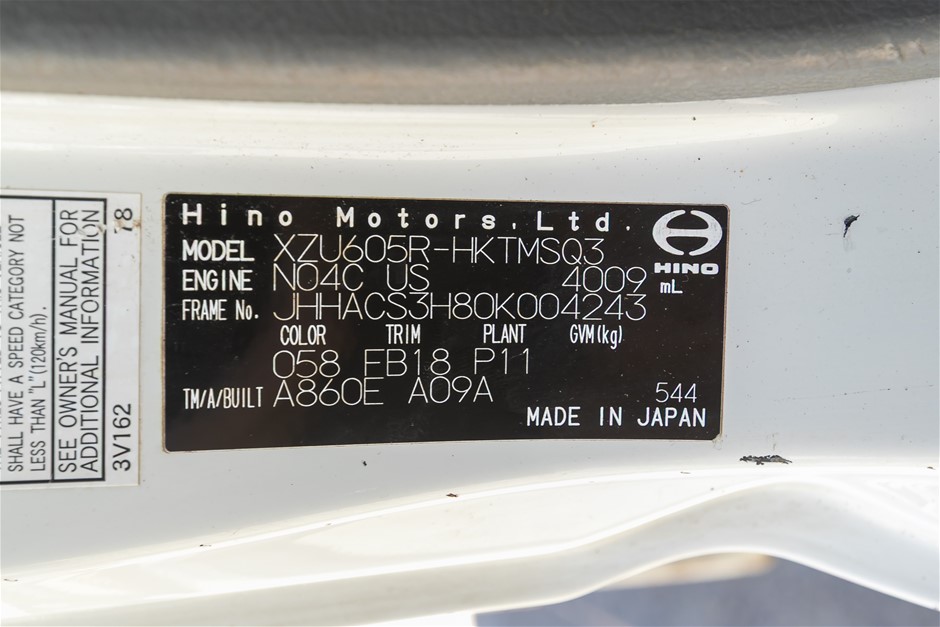 Hino Motors,Ltd.
HINO
MODEL XZU605R-HKTMSQ3
ENGINE N04C US 4009 mL
FRAME No. JHHACS3H80K004243
COLOR TRIM PLANT GVM(kg)
058 FB18 P11
TM/A/BUILT A860E A09A
544
MADE IN JAPAN
SHALL HAVE A SPEED CATEGORY NOT
LESS THAN "L"(120km/h).
SEE OWNER'S MANUAL FOR
ADDITIONAL INFORMATION
3V162 78